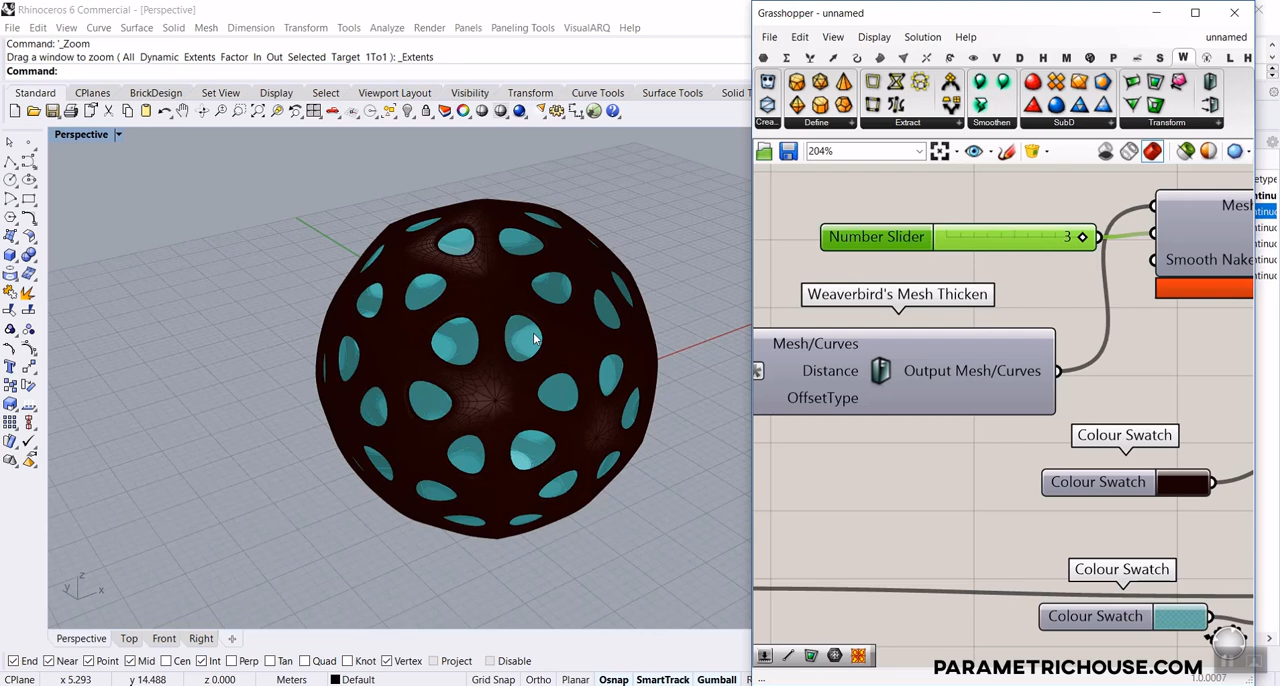 Rhinoceros 6 Commercial - [Perspective]
File Edit View Curve Surface Solid Mesh Dimension Transform Tools Analyze Render Panels Paneling Tools VisualARQ Help
Command: '_Zoom
Drag a window to zoom ( All Dynamic Extents Factor In Out Selected Target 1To1 ): _Extents
Command:
Standard CPlanes BrickDesign Set View Display Select Viewport Layout Visibility Transform Curve Tools Surface Tools Solid T
Perspective
z
y
x
Perspective Top Front Right
End Near Point Mid Cen Int Perp Tan Quad Knot Vertex Project Disable
CPlane x 5.293 y 14.488 z 0.000 Meters Default Grid Snap Ortho Planar Osnap SmartTrack Gumball
Grasshopper - unnamed
File Edit View Display Solution Help unnamed
V D H M P S W L H
Crea... Define Extract Smoothen SubD Transform
204%
Number Slider 3
Mesh
Smooth Nake
Weaverbird's Mesh Thicken
Mesh/Curves
Distance
OffsetType
Output Mesh/Curves
Colour Swatch
Colour Swatch
Colour Swatch
Colour Swatch
...
1.0.0007
PARAMETRICHOUSE.COM